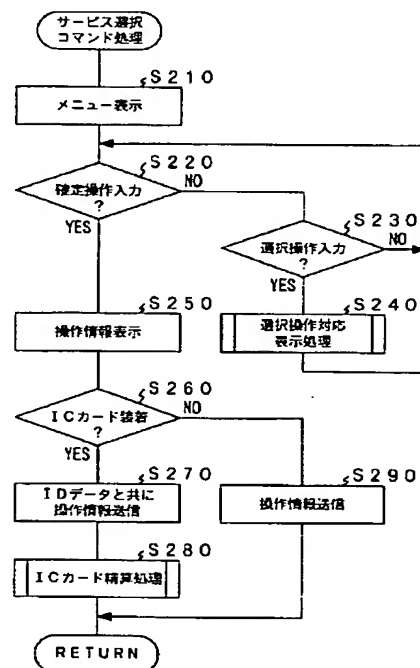 サービス選択
コマンド処理
S210
メニュー表示
S220
確定操作入力
?
NO
YES
S230
選択操作入力
?
NO
YES
S240
選択操作対応
表示処理
S250
操作情報表示
S260
ICカード装着
?
NO
YES
S270
IDデータと共に
操作情報送信
S290
操作情報送信
S280
ICカード精算処理
RETURN